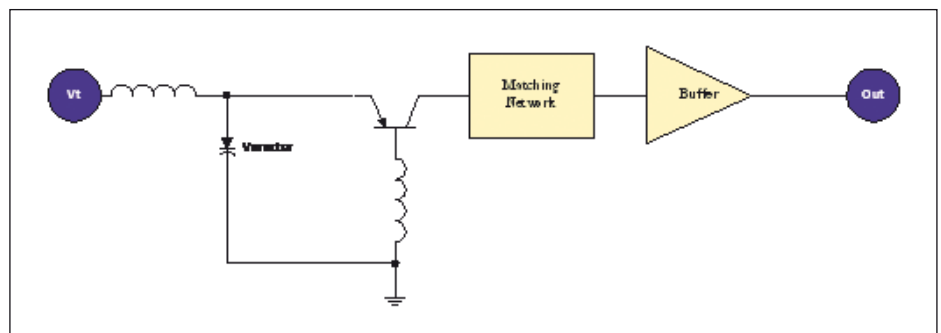 Vt
Matching
Network
Buffer
Out
Varactor